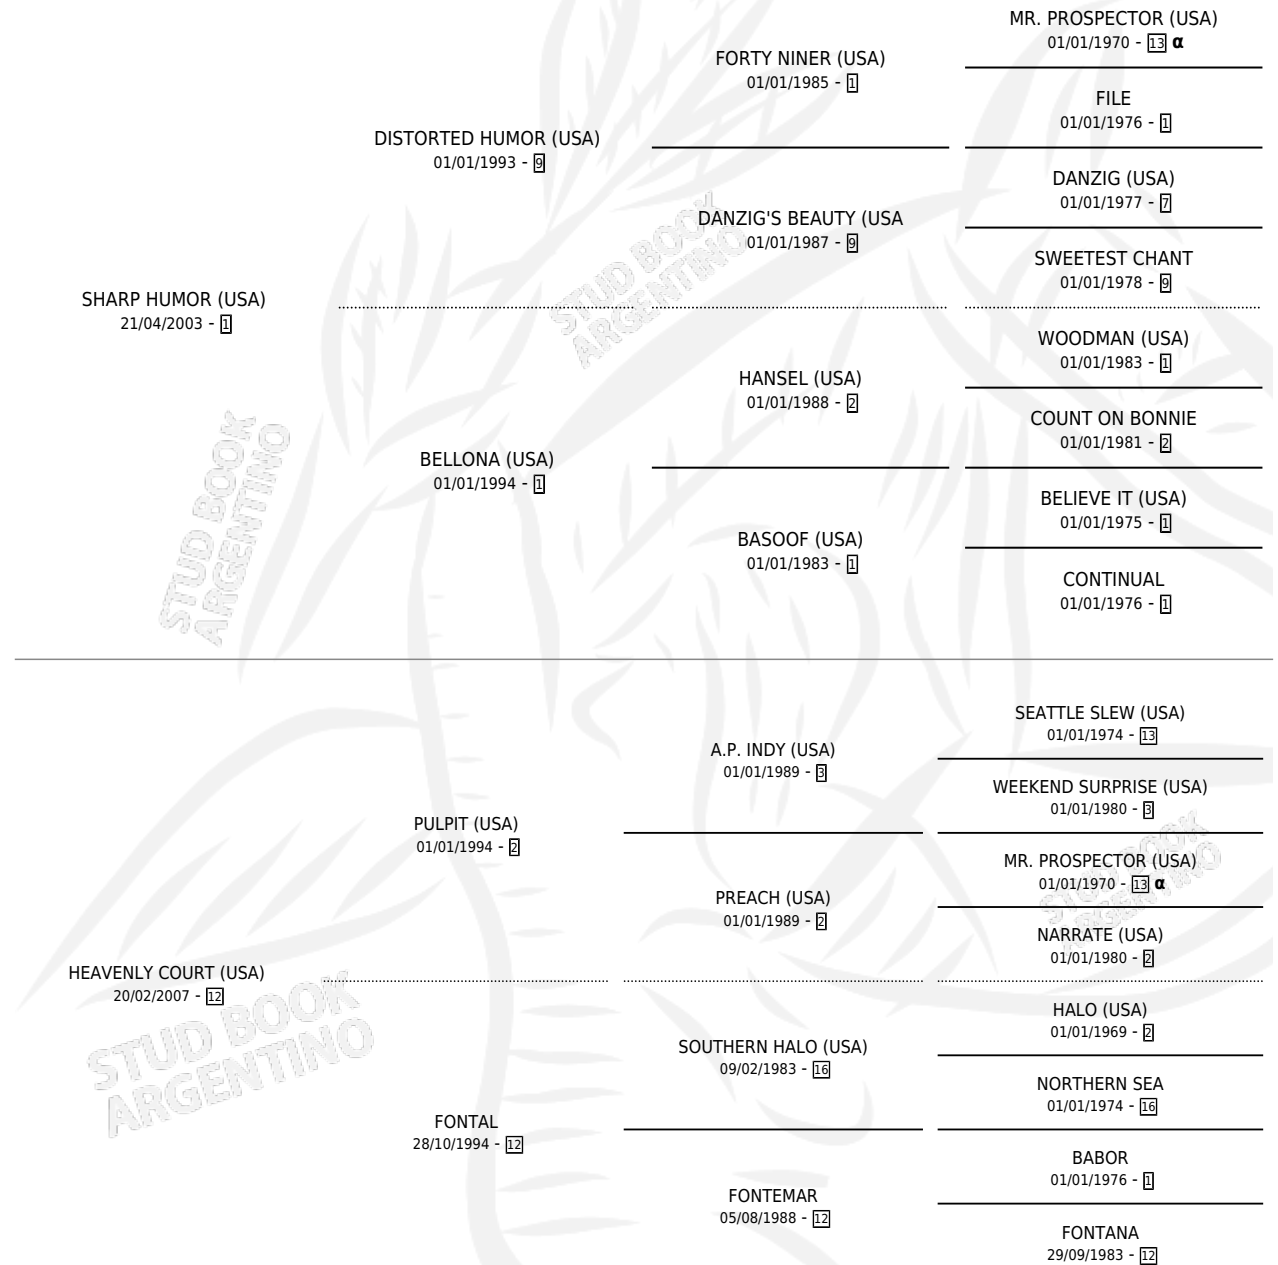 MR. PROSPECTOR (USA)
01/01/1970 - 13 α
FORTY NINER (USA)
01/01/1985 - 1
FILE
01/01/1976 - 1
DISTORTED HUMOR (USA)
01/01/1993 - 9
DANZIG (USA)
01/01/1977 - 7
DANZIG'S BEAUTY (USA
01/01/1987 - 9
SWEETEST CHANT
01/01/1978 - 9
SHARP HUMOR (USA)
21/04/2003 - 1
WOODMAN (USA)
01/01/1983 - 1
HANSEL (USA)
01/01/1988 - 2
COUNT ON BONNIE
01/01/1981 - 2
BELLONA (USA)
01/01/1994 - 1
BELIEVE IT (USA)
01/01/1975 - 1
BASOOF (USA)
01/01/1983 - 1
CONTINUAL
01/01/1976 - 1
SEATTLE SLEW (USA)
01/01/1974 - 13
A.P. INDY (USA)
01/01/1989 - 3
WEEKEND SURPRISE (USA)
01/01/1980 - 3
PULPIT (USA)
01/01/1994 - 2
MR. PROSPECTOR (USA)
01/01/1970 - 13 α
PREACH (USA)
01/01/1989 - 2
NARRATE (USA)
01/01/1980 - 2
HEAVENLY COURT (USA)
20/02/2007 - 12
HALO (USA)
01/01/1969 - 2
SOUTHERN HALO (USA)
09/02/1983 - 16
NORTHERN SEA
01/01/1974 - 16
FONTAL
28/10/1994 - 12
BABOR
01/01/1976 - 1
FONTEMAR
05/08/1988 - 12
FONTANA
29/09/1983 - 12
STUD BOOK
ARGENTINO
STUD BOOK
ARGENTINO
STUD BOOK
ARGENTINO
STUD BOOK
ARGENTINO